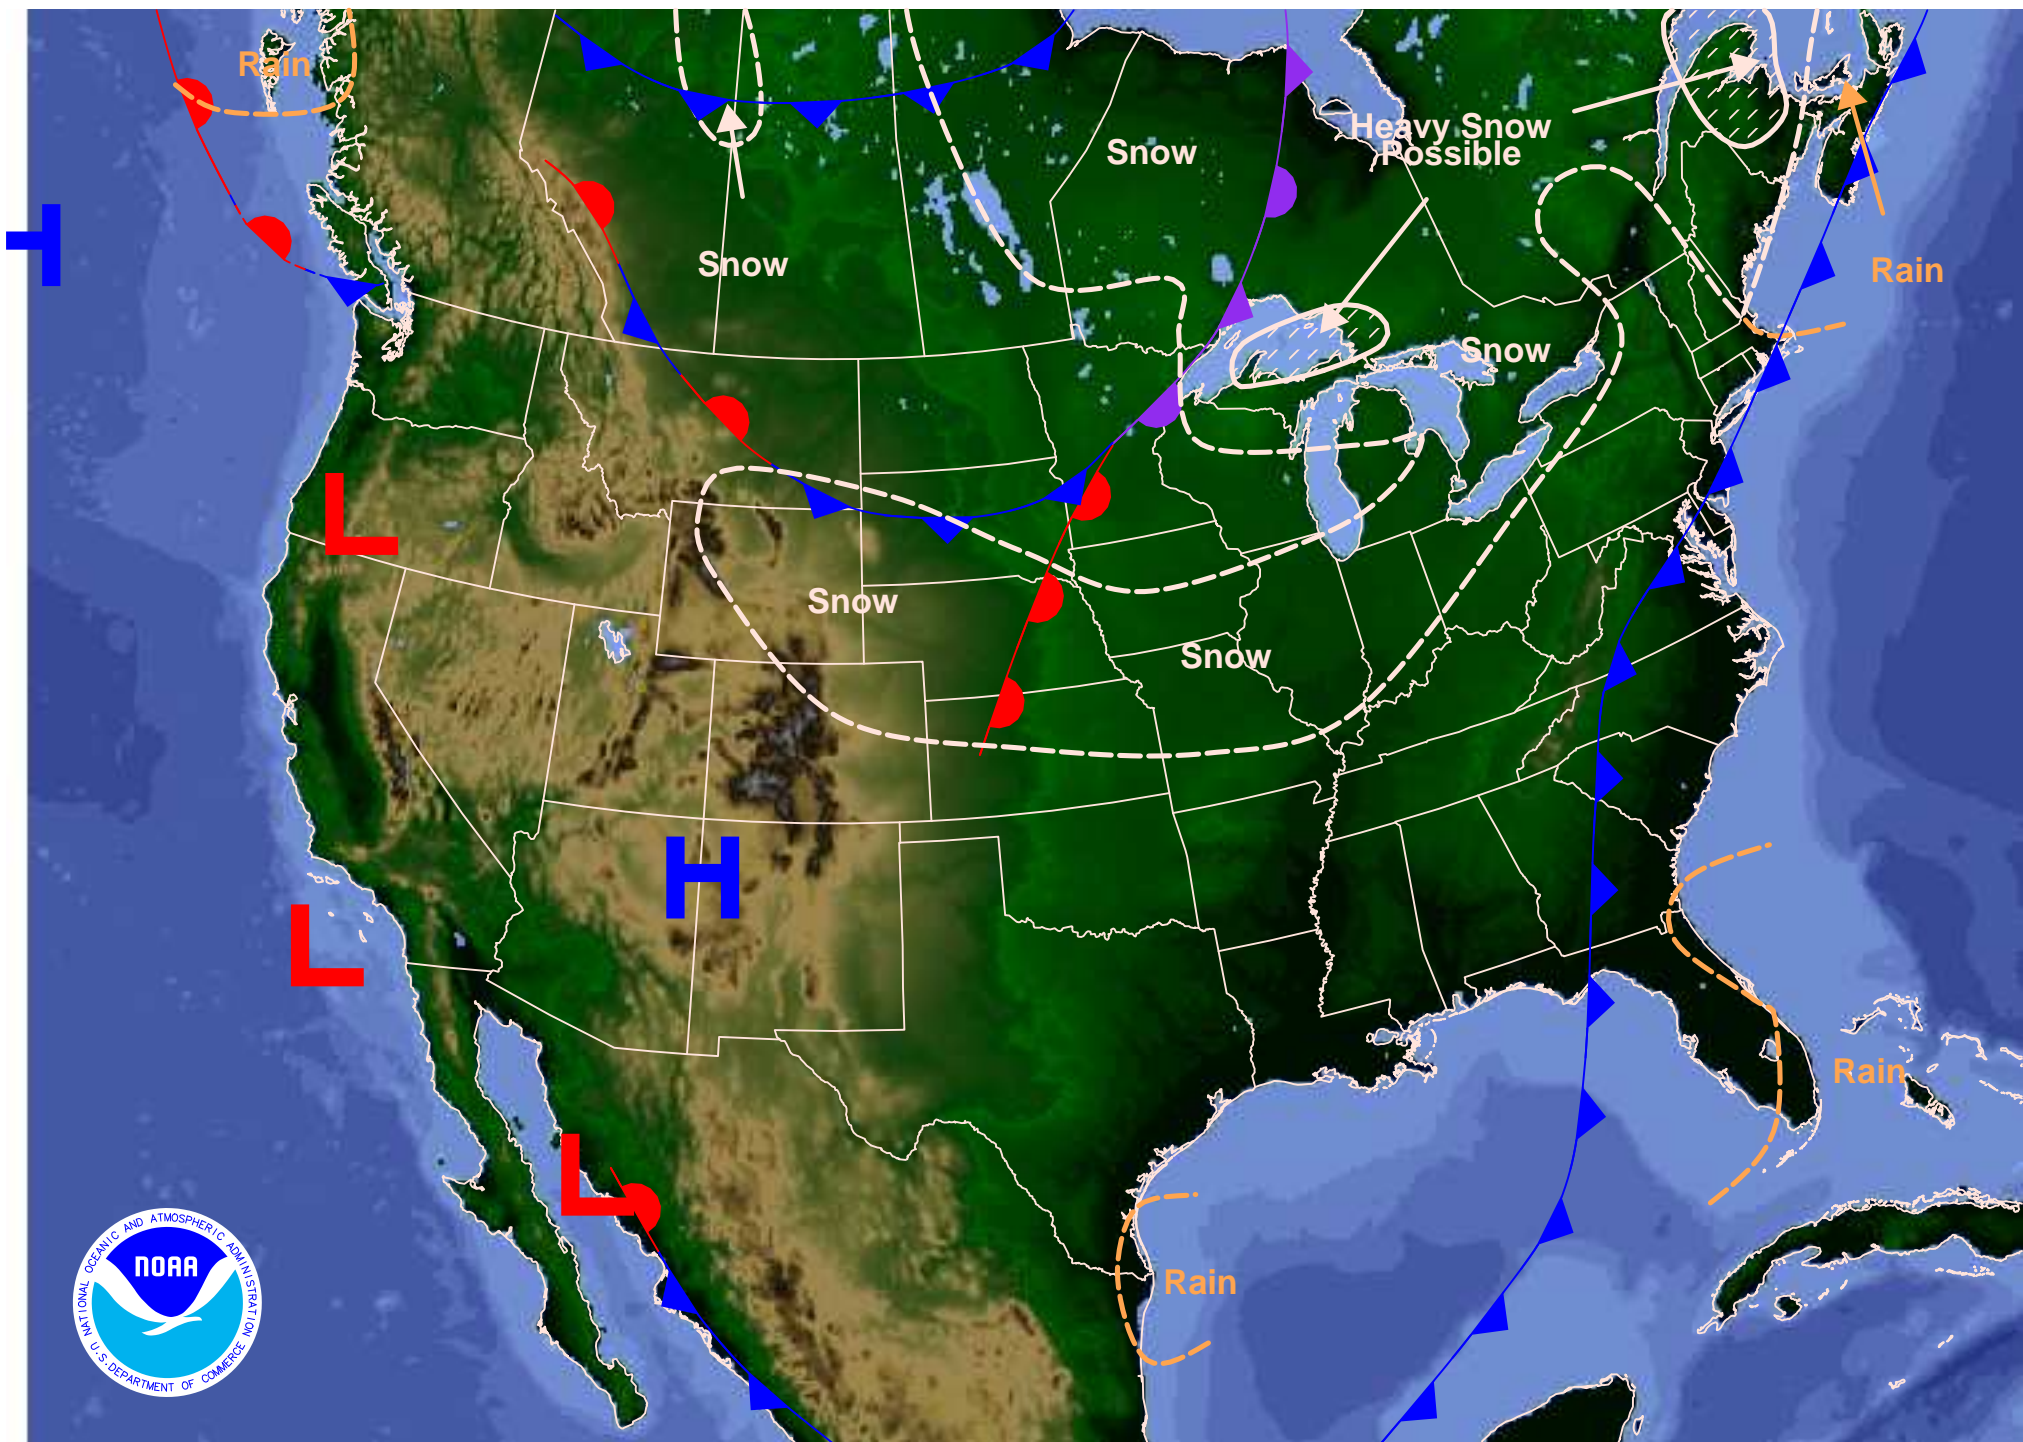 Rain
Heavy Snow
Possible
Snow
Snow
Rain
Snow
L
Snow
Snow
H
L
Rain
L
Rain
NATIONAL OCEANIC AND ATMOSPHERIC ADMINISTRATION
NOAA
U.S. DEPARTMENT OF COMMERCE